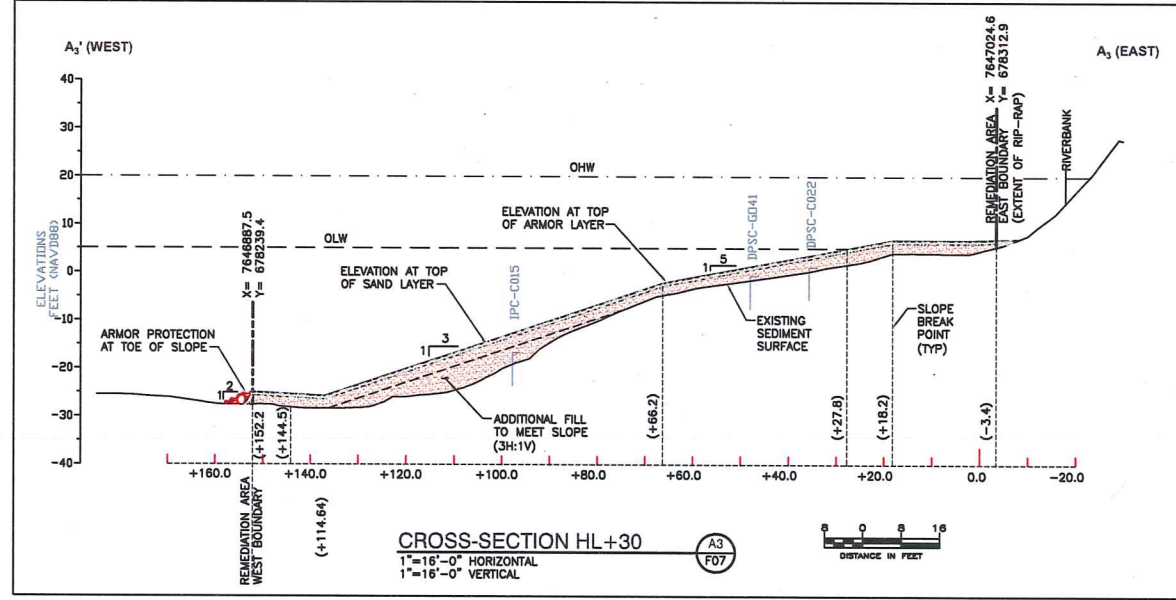 A₃' (WEST)
A₃ (EAST)
40
30
20
10
5
0
-10
-20
-30
-40
ELEVATIONS
FEET (NAVD88)
X= 7646887.5
Y= 678239.4
X= 7647024.6
Y= 678312.9
REMEDIATION AREA
EAST BOUNDARY
(EXTENT OF RIP-RAP)
RIVERBANK
OHW
OLW
ELEVATION AT TOP
OF ARMOR LAYER
DPSC-G041
DPSC-C022
ELEVATION AT TOP
OF SAND LAYER
IPC-C015
1 5
1 3
1 2
ARMOR PROTECTION
AT TOE OF SLOPE
EXISTING
SEDIMENT
SURFACE
SLOPE
BREAK
POINT
(TYP)
ADDITIONAL FILL
TO MEET SLOPE
(3H:1V)
(+152.2)
(+144.5)
(+66.2)
(+27.8)
(+18.2)
(-3.4)
+160.0
+140.0
+120.0
+100.0
+80.0
+60.0
+40.0
+20.0
0.0
-20.0
REMEDIATION AREA
WEST BOUNDARY
(+114.64)
CROSS-SECTION HL+30
1"=16'-0" HORIZONTAL
1"=16'-0" VERTICAL
A3
F07
8 0 8 16
DISTANCE IN FEET